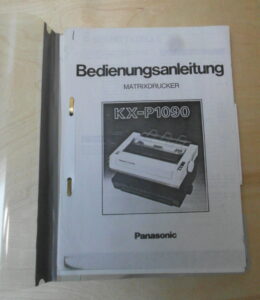 Bedienungsanleitung
MATRIXDRUCKER
KX-P1090
Panasonic